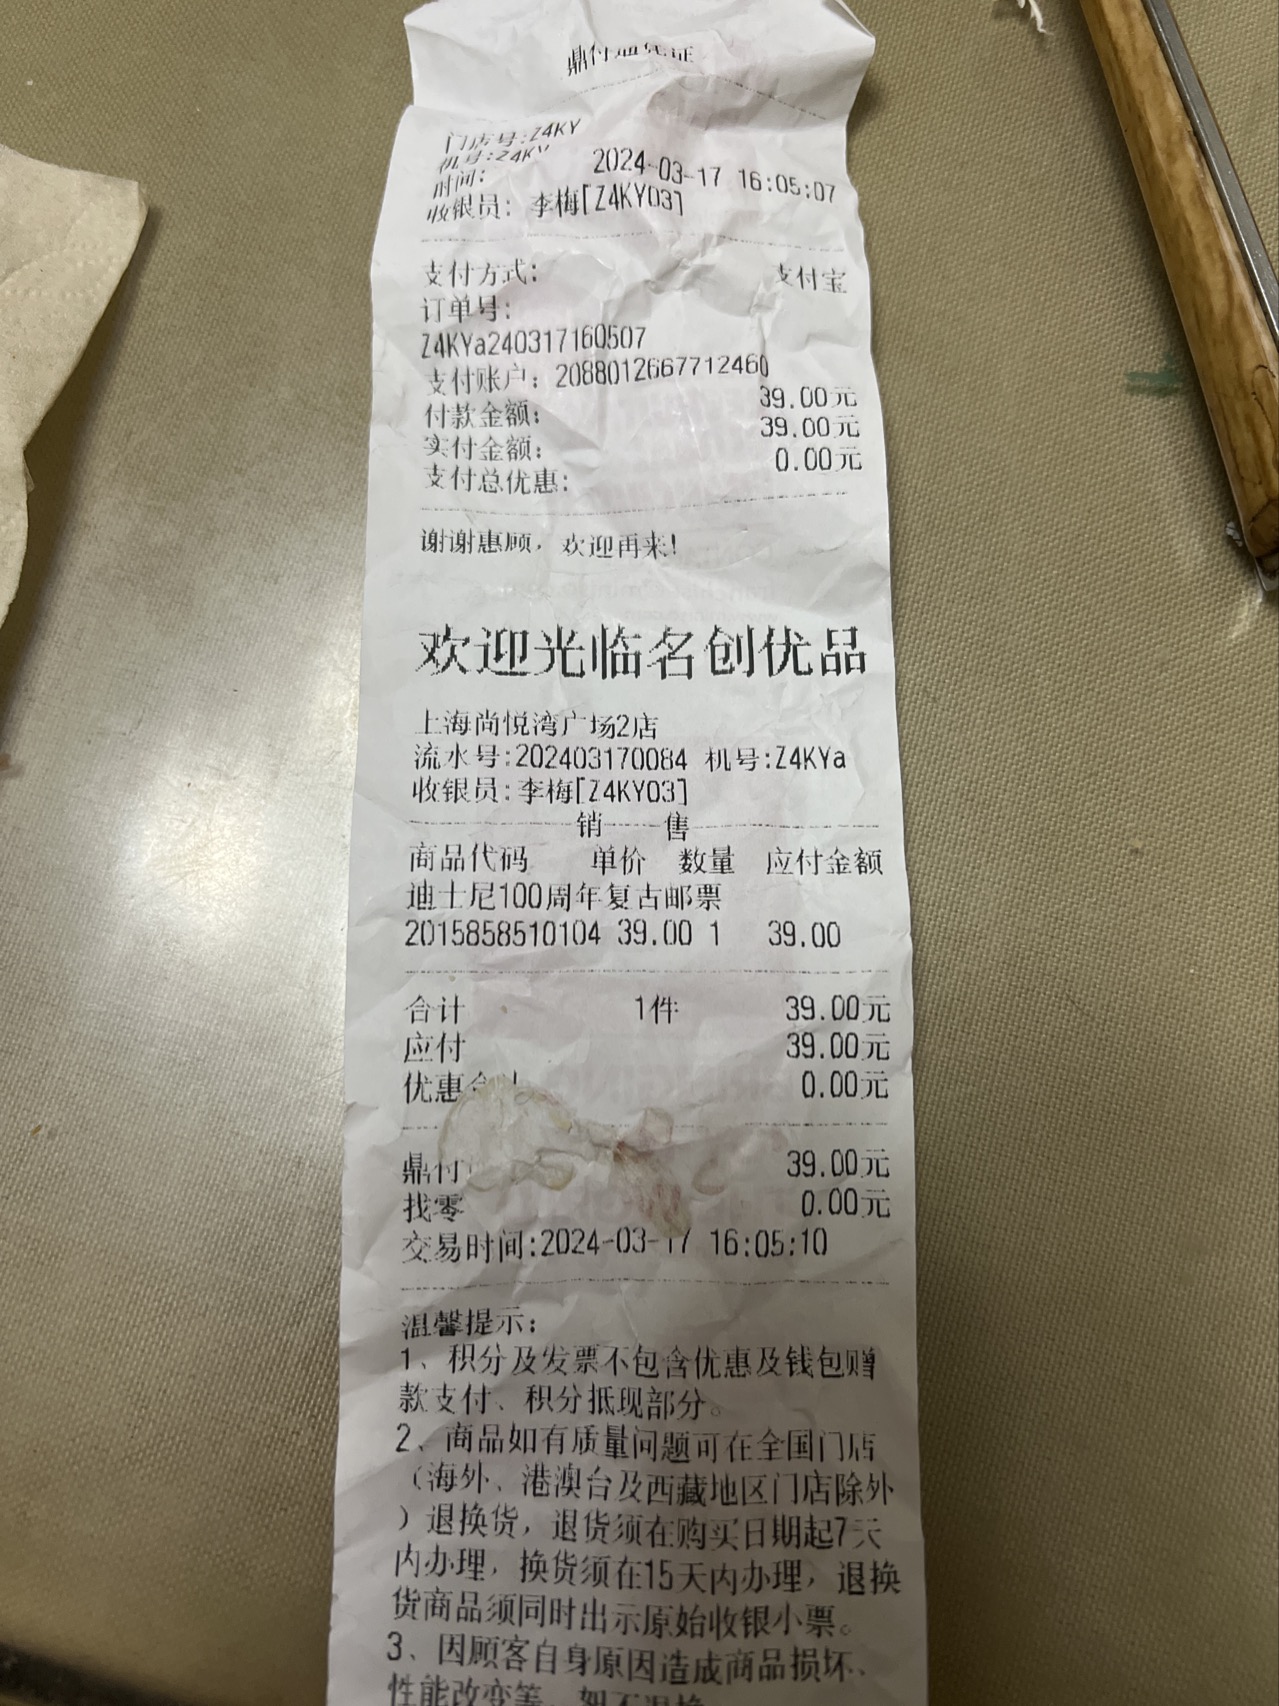 鼎付通凭证
门店号:Z4KY
机号:Z4KY
时间: 2024-03-17 16:05:07
收银员: 李梅[Z4KY03]
支付方式: 支付宝
订单号:
Z4KYa240317160507
支付账户: 2088012667712460
付款金额: 39.00元
实付金额: 39.00元
支付总优惠: 0.00元
谢谢惠顾，欢迎再来!
欢迎光临名创优品
上海尚悦湾广场2店
流水号:202403170084 机号:Z4KYa
收银员:李梅[Z4KY03]
销 售
商品代码 单价 数量 应付金额
迪士尼100周年复古邮票
2015858510104 39.00 1 39.00
合计 1件 39.00元
应付 39.00元
优惠合计 0.00元
鼎付 39.00元
找零 0.00元
交易时间:2024-03-17 16:05:10
温馨提示:
1、积分及发票不包含优惠及钱包赠
款支付、积分抵现部分。
2、商品如有质量问题可在全国门店
（海外、港澳台及西藏地区门店除外
）退换货，退货须在购买日期起7天
内办理，换货须在15天内办理，退换
货商品须同时出示原始收银小票。
3、因顾客自身原因造成商品损坏、
性能改变等，恕不退换